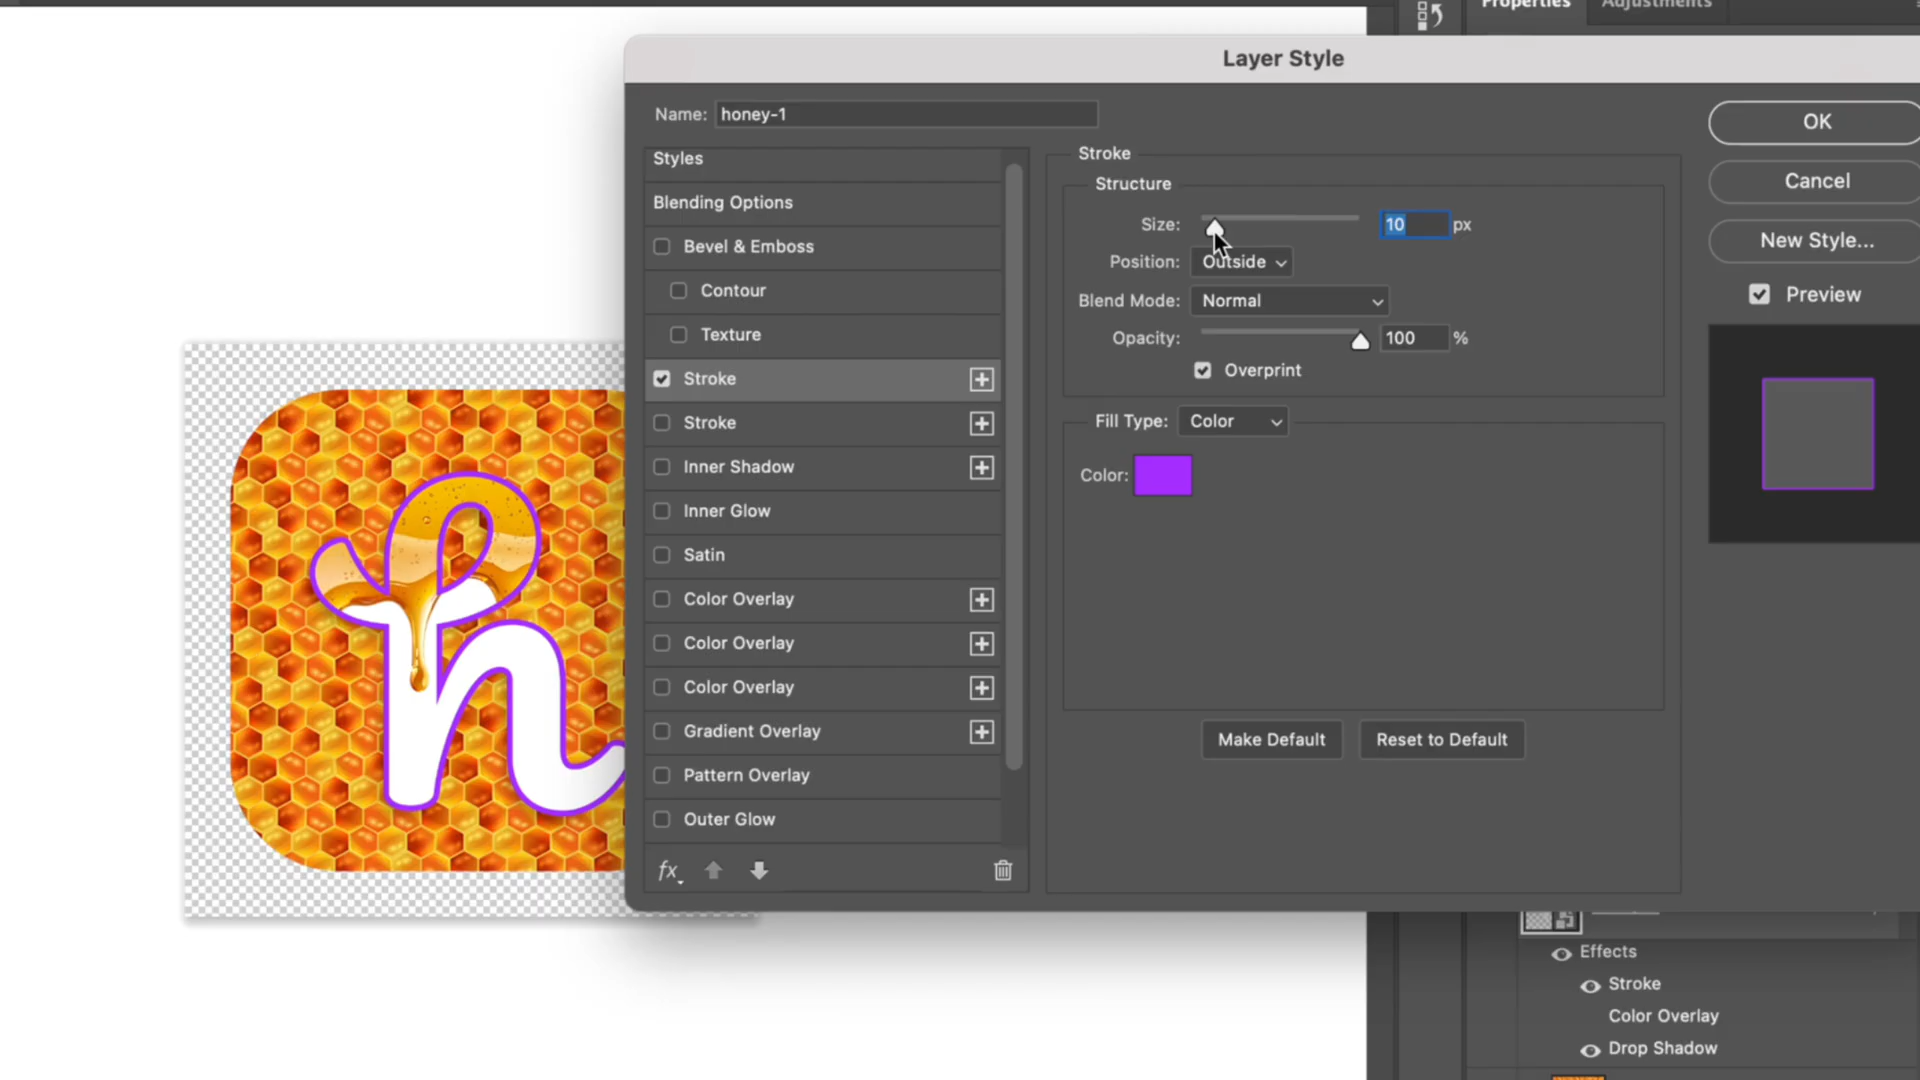 Properties
Adjustments
Layer Style
Name: honey-1
Styles
Blending Options
Bevel & Emboss
Contour
Texture
Stroke
Stroke
Inner Shadow
Inner Glow
Satin
Color Overlay
Color Overlay
Color Overlay
Gradient Overlay
Pattern Overlay
Outer Glow
fx
Stroke
Structure
Size: 10 px
Position: Outside
Blend Mode: Normal
Opacity: 100 %
Overprint
Fill Type: Color
Color:
Make Default
Reset to Default
OK
Cancel
New Style...
Preview
h
Effects
Stroke
Color Overlay
Drop Shadow